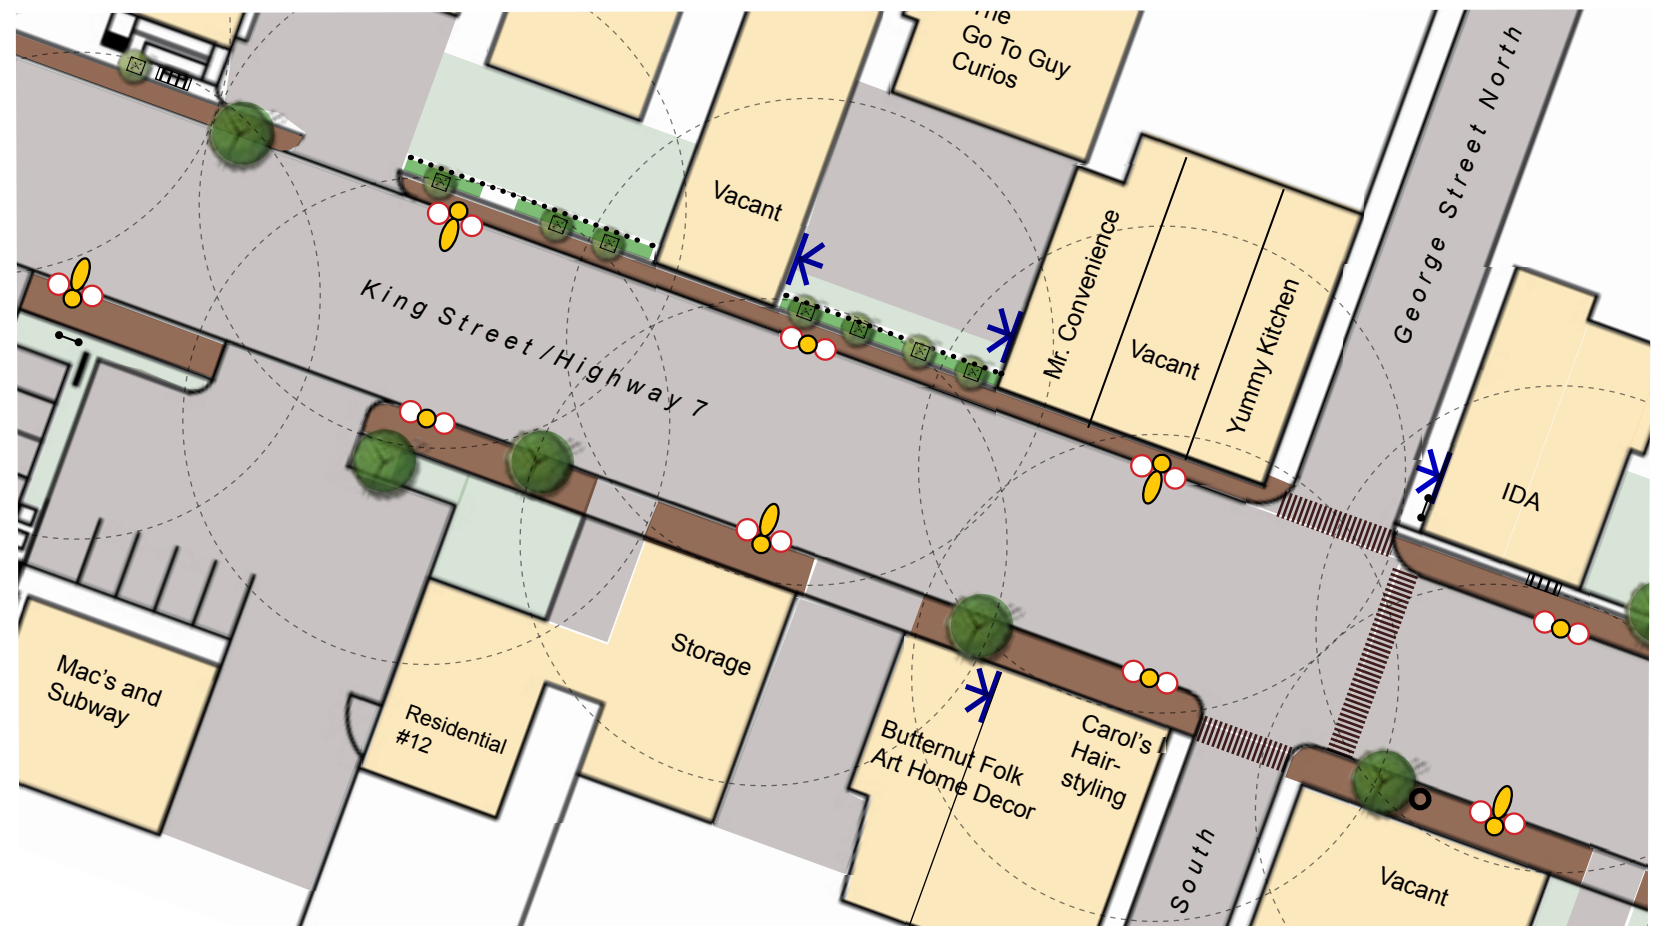 The
Go To Guy
Curios
George Street North
Vacant
Mr. Convenience
Vacant
Yummy Kitchen
King Street/Highway 7
IDA
Storage
Mac's and
Subway
Residential
#12
Butternut Folk
Art Home Decor
Carol's
Hair-
styling
South
Vacant